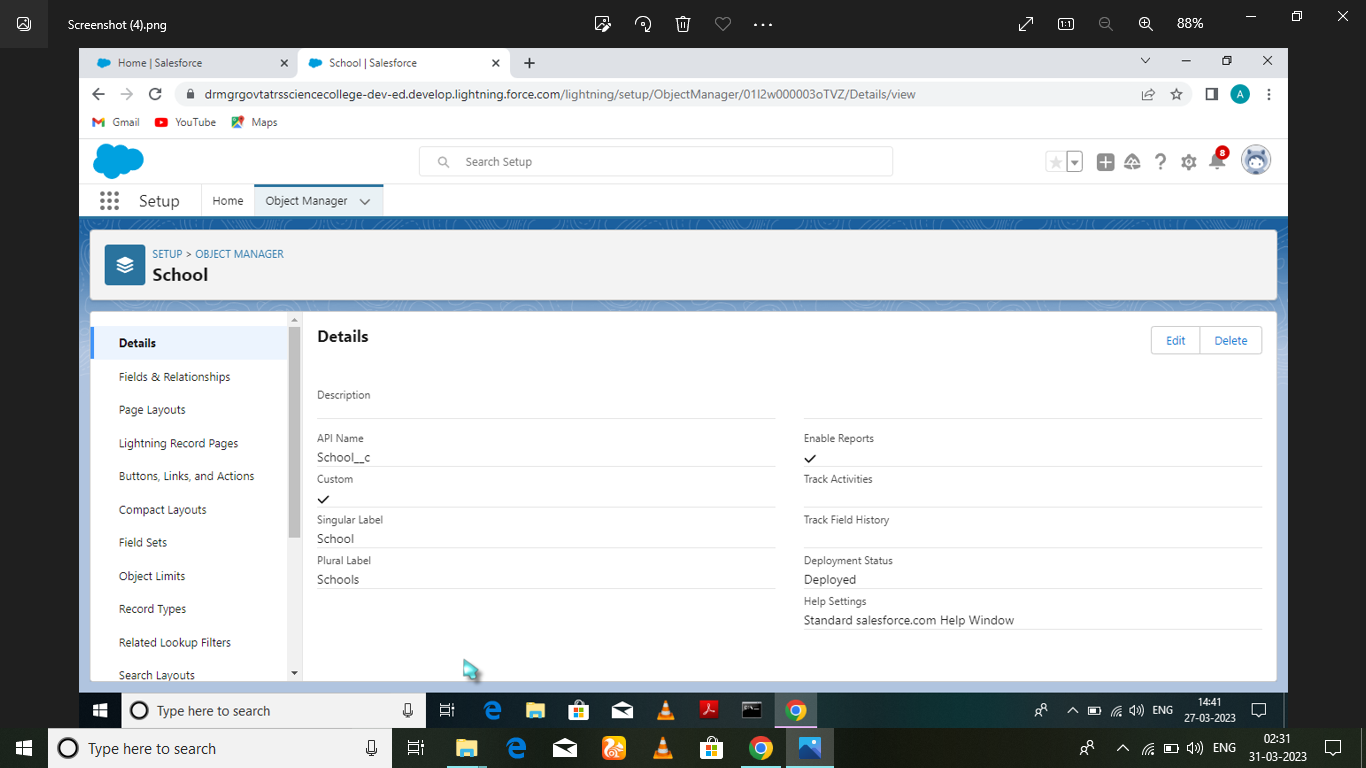 Screenshot (4).png
88%
Home | Salesforce
School | Salesforce
drmgrgovtatrssciencecollege-dev-ed.develop.lightning.force.com/lightning/setup/ObjectManager/01I2w000003oTVZ/Details/view
A
Gmail
YouTube
Maps
Search Setup
8
Setup
Home
Object Manager
SETUP > OBJECT MANAGER
School
Details
Fields & Relationships
Page Layouts
Lightning Record Pages
Buttons, Links, and Actions
Compact Layouts
Field Sets
Object Limits
Record Types
Related Lookup Filters
Search Layouts
Details
Edit
Delete
Description
API Name
School__c
Custom
Singular Label
School
Plural Label
Schools
Enable Reports
Track Activities
Track Field History
Deployment Status
Deployed
Help Settings
Standard salesforce.com Help Window
Type here to search
ENG
14:41
27-03-2023
Type here to search
ENG
02:31
31-03-2023